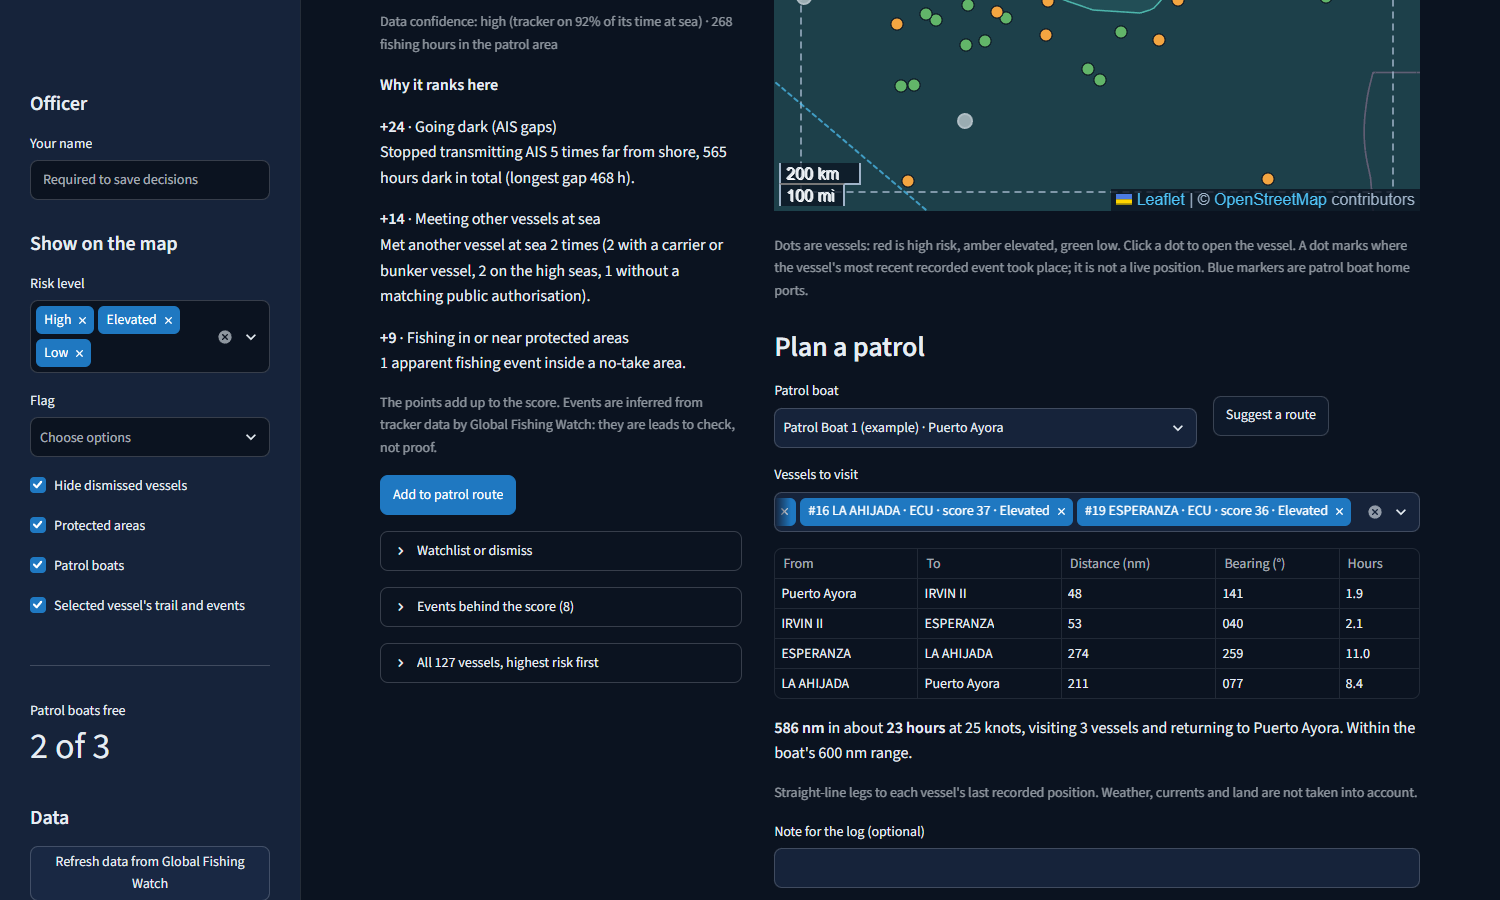 Officer
Your name
Required to save decisions
Show on the map
Risk level
High ×
Elevated ×
Low ×
Flag
Choose options
Hide dismissed vessels
Protected areas
Patrol boats
Selected vessel's trail and events
Patrol boats free
2 of 3
Data
Refresh data from Global Fishing
Watch
Data confidence: high (tracker on 92% of its time at sea) · 268
fishing hours in the patrol area
Why it ranks here
+24 · Going dark (AIS gaps)
Stopped transmitting AIS 5 times far from shore, 565
hours dark in total (longest gap 468 h).
+14 · Meeting other vessels at sea
Met another vessel at sea 2 times (2 with a carrier or
bunker vessel, 2 on the high seas, 1 without a
matching public authorisation).
+9 · Fishing in or near protected areas
1 apparent fishing event inside a no-take area.
The points add up to the score. Events are inferred from
tracker data by Global Fishing Watch: they are leads to check,
not proof.
Add to patrol route
Watchlist or dismiss
Events behind the score (8)
All 127 vessels, highest risk first
200 km
100 mi
Leaflet | © OpenStreetMap contributors
Dots are vessels: red is high risk, amber elevated, green low. Click a dot to open the vessel. A dot marks where
the vessel's most recent recorded event took place; it is not a live position. Blue markers are patrol boat home
ports.
Plan a patrol
Patrol boat
Patrol Boat 1 (example) · Puerto Ayora
Suggest a route
Vessels to visit
× #16 LA AHIJADA · ECU · score 37 · Elevated × #19 ESPERANZA · ECU · score 36 · Elevated ×
From To Distance (nm) Bearing (°) Hours
Puerto Ayora IRVIN II 48 141 1.9
IRVIN II ESPERANZA 53 040 2.1
ESPERANZA LA AHIJADA 274 259 11.0
LA AHIJADA Puerto Ayora 211 077 8.4
586 nm in about 23 hours at 25 knots, visiting 3 vessels and returning to Puerto Ayora. Within the
boat's 600 nm range.
Straight-line legs to each vessel's last recorded position. Weather, currents and land are not taken into account.
Note for the log (optional)